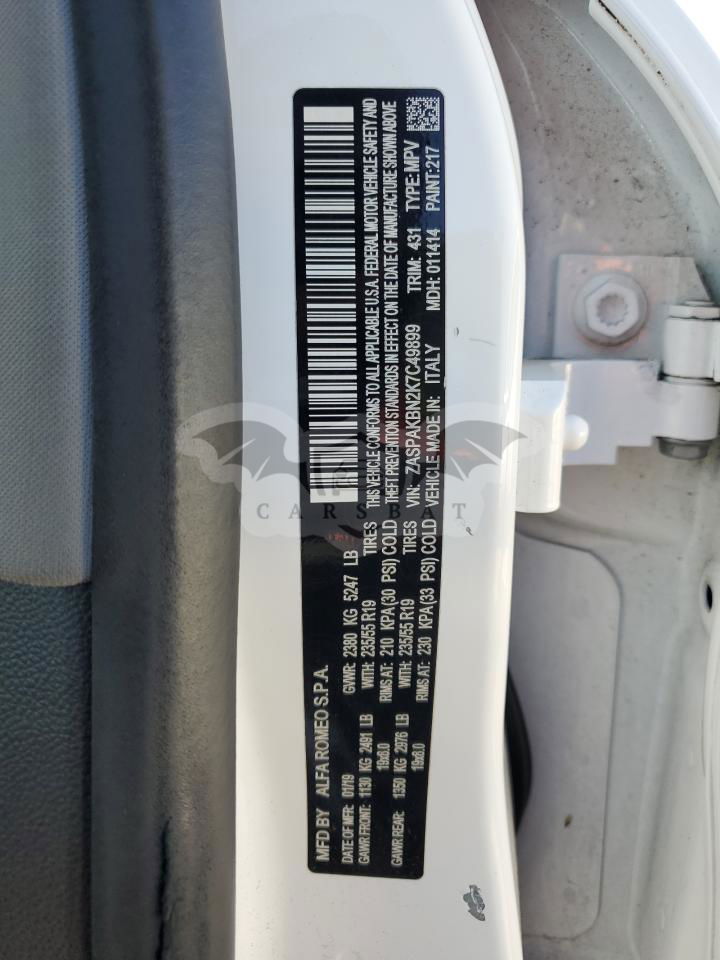 MFD BY ALFA ROMEO S.P.A.
DATE OF MFR: 01/19 GVWR: 2380 KG 5247 LB
GAWR FRONT: 1130 KG 2491 LB WITH: 235/55 R19 TIRES
19x8.0 RIMS AT: 210 KPA(30 PSI) COLD
GAWR REAR: 1350 KG 2976 LB WITH: 235/55 R19 TIRES
19x8.0 RIMS AT: 230 KPA(33 PSI) COLD
THIS VEHICLE CONFORMS TO ALL APPLICABLE U.S.A. FEDERAL MOTOR VEHICLE SAFETY AND
THEFT PREVENTION STANDARDS IN EFFECT ON THE DATE OF MANUFACTURE SHOWN ABOVE
VIN: ZASPAKBN2K7C49899 TRIM: 431 TYPE: MPV
VEHICLE MADE IN: ITALY MDH: 011414 PAINT:217
CARSBAT